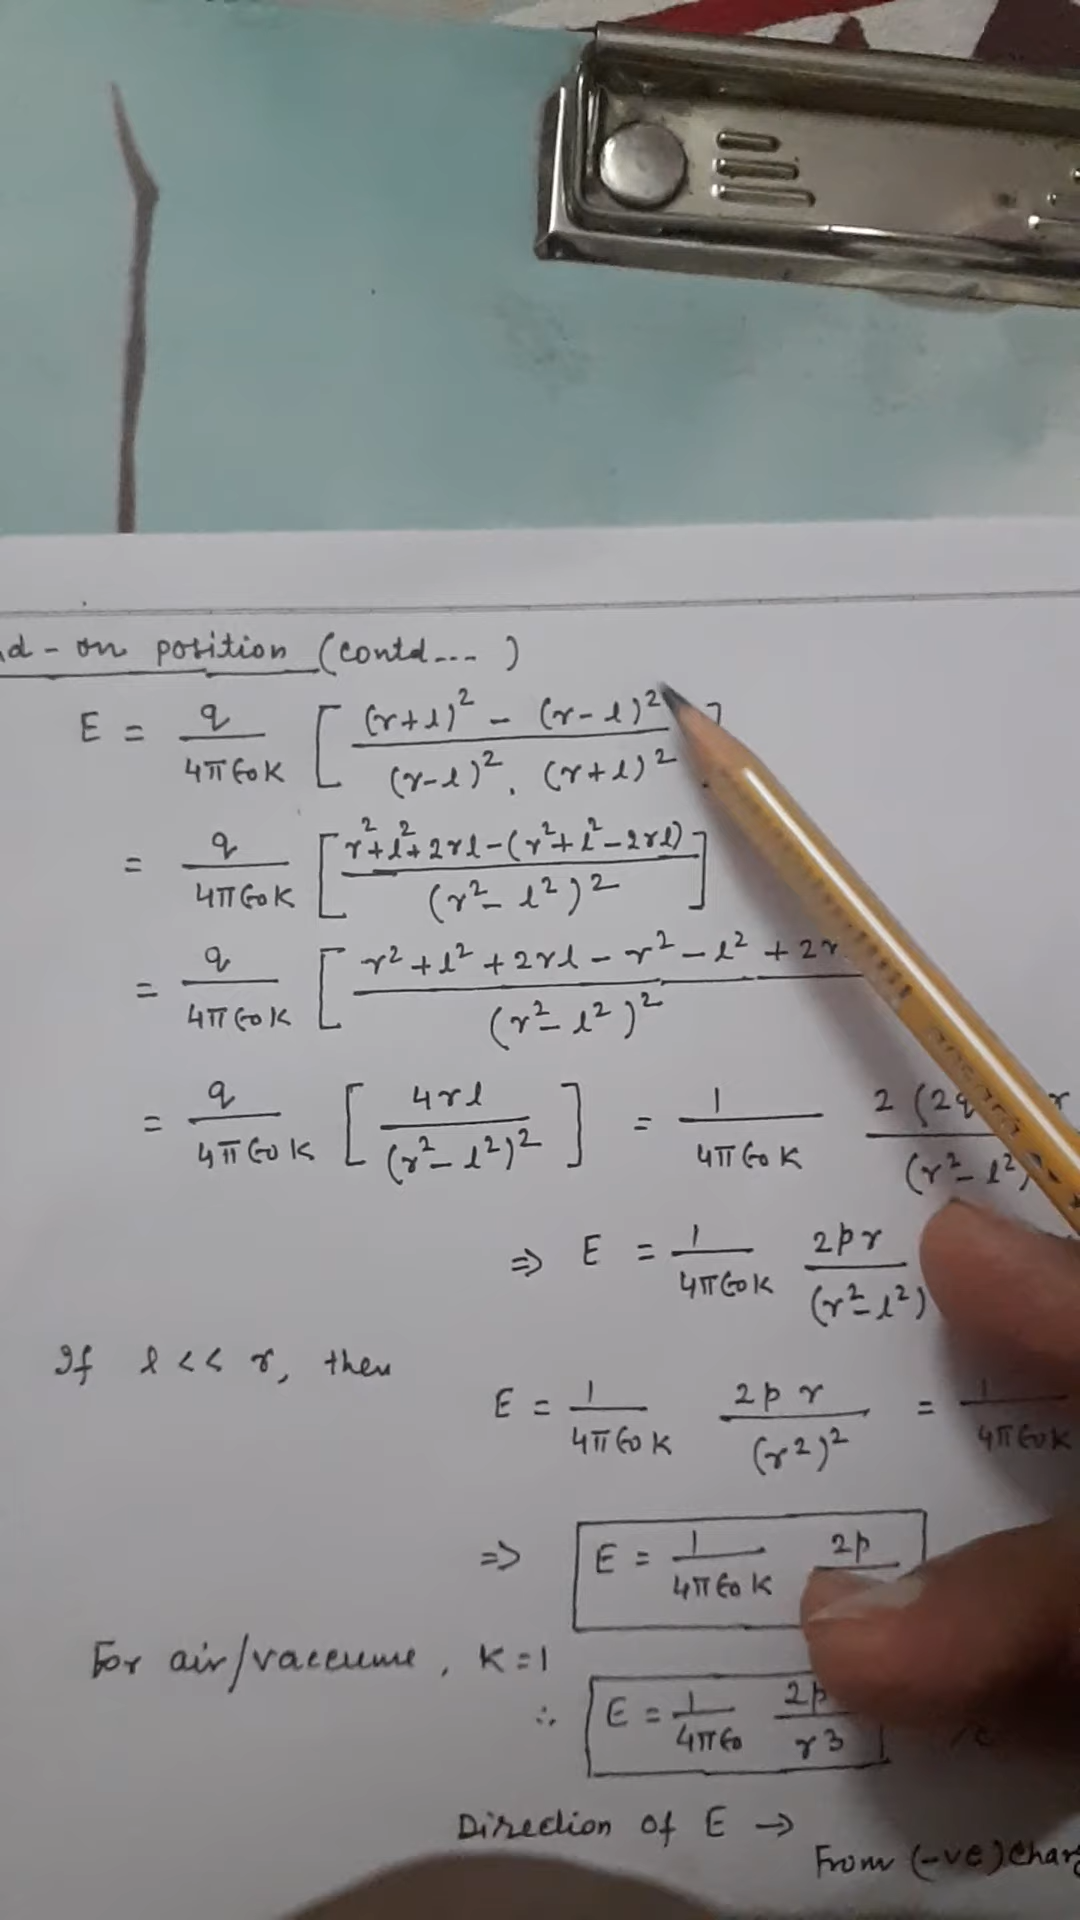 d-on position (contd--- )
E = q/4πϵ0K [ (r+l)² - (r-l)² / (r-l)² . (r+l)² ]
= q/4πϵ0K [ r²+l²+2rl-(r²+l²-2rl) / (r²-l²)² ]
= q/4πϵ0K [ r²+l²+2rl-r²-l²+2r / (r²-l²)²
= q/4πϵ0K [ 4rl / (r²-l²)² ] = 1/4πϵ0K 2(2q r / (r²-l²)
⇒ E = 1/4πϵ0K 2pr/(r²-l²)
If l << r, then
E = 1/4πϵ0K 2pr/(r²)² = 1/4πϵ0K
⇒ E = 1/4πϵ0K 2p
For air/vaccume, K=1
∴ E = 1/4πϵ0 2p/r3
Direction of E →
From (-ve) Charg